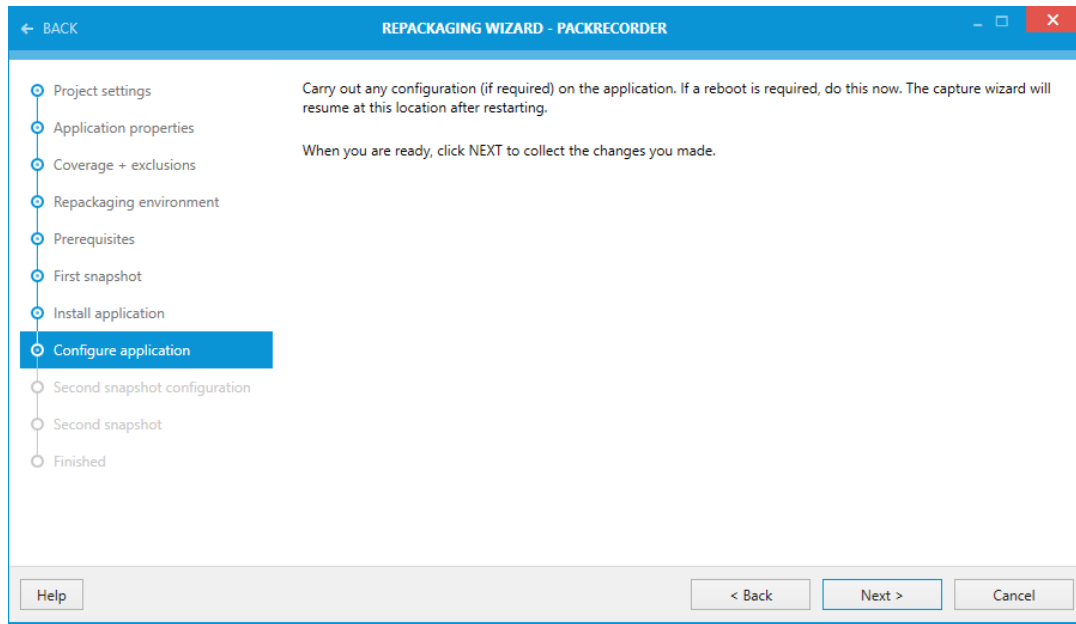 ← BACK
REPACKAGING WIZARD - PACKRECORDER
Project settings
Application properties
Coverage + exclusions
Repackaging environment
Prerequisites
First snapshot
Install application
Configure application
Second snapshot configuration
Second snapshot
Finished
Carry out any configuration (if required) on the application. If a reboot is required, do this now. The capture wizard will
resume at this location after restarting.
When you are ready, click NEXT to collect the changes you made.
Help
< Back
Next >
Cancel